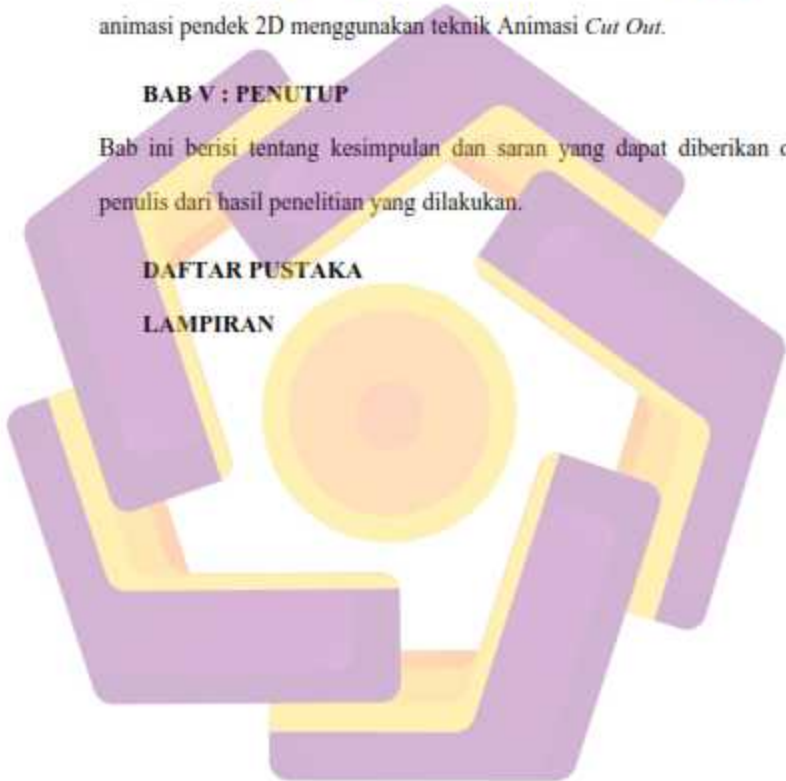 animasi pendek 2D menggunakan teknik Animasi Cut Out.
BAB V : PENUTUP
Bab ini berisi tentang kesimpulan dan saran yang dapat diberikan
penulis dari hasil penelitian yang dilakukan.
DAFTAR PUSTAKA
LAMPIRAN